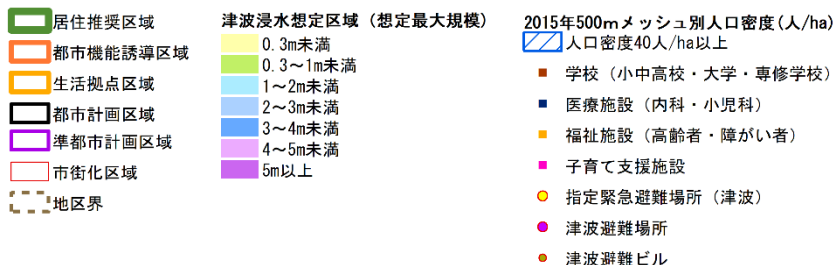 居住推奨区域
都市機能誘導区域
生活拠点区域
都市計画区域
準都市計画区域
市街化区域
地区界
津波浸水想定区域（想定最大規模）
0.3m未満
0.3～1m未満
1～2m未満
2～3m未満
3～4m未満
4～5m未満
5m以上
2015年500mメッシュ別人口密度(人/ha)
人口密度40人/ha以上
学校（小中高校・大学・専修学校）
医療施設（内科・小児科）
福祉施設（高齢者・障がい者）
子育て支援施設
指定緊急避難場所（津波）
津波避難場所
津波避難ビル